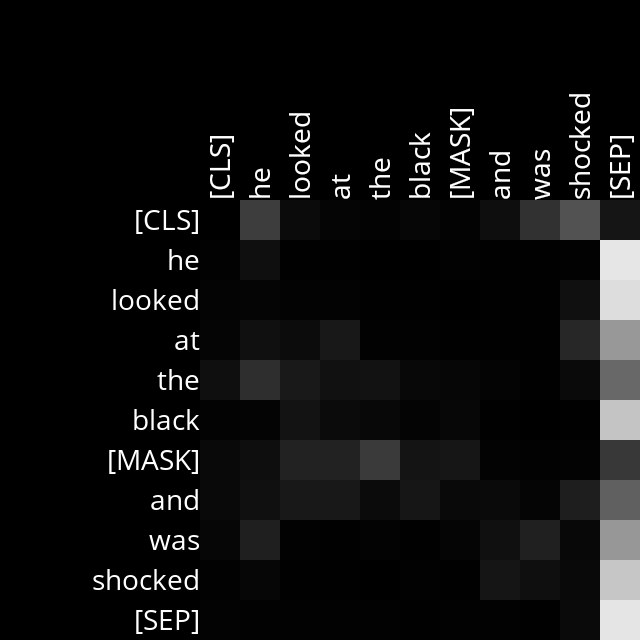 [CLS] he looked at the black [MASK] and was shocked [SEP]
[CLS]
he
looked
at
the
black
[MASK]
and
was
shocked
[SEP]